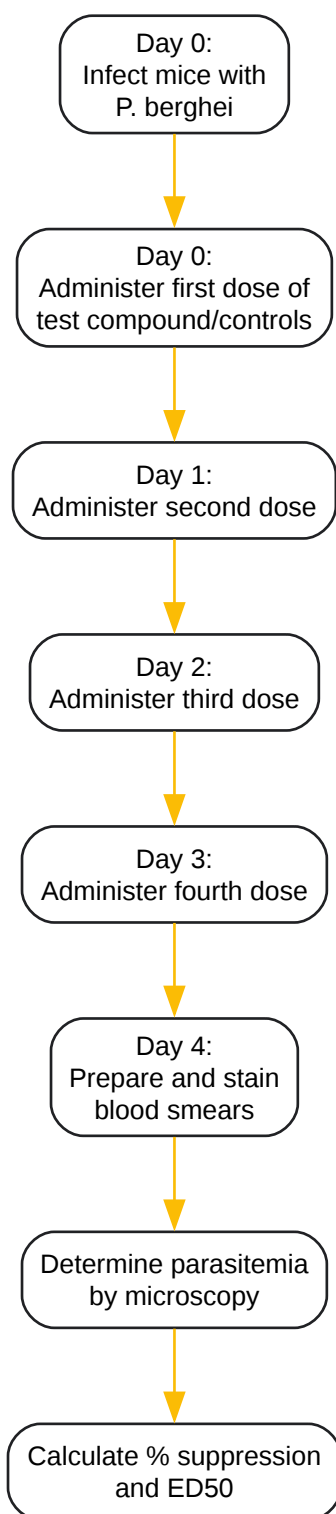 Day 0:
Infect mice with
P. berghei
Day 0:
Administer first dose of
test compound/controls
Day 1:
Administer second dose
Day 2:
Administer third dose
Day 3:
Administer fourth dose
Day 4:
Prepare and stain
blood smears
Determine parasitemia
by microscopy
Calculate % suppression
and ED50